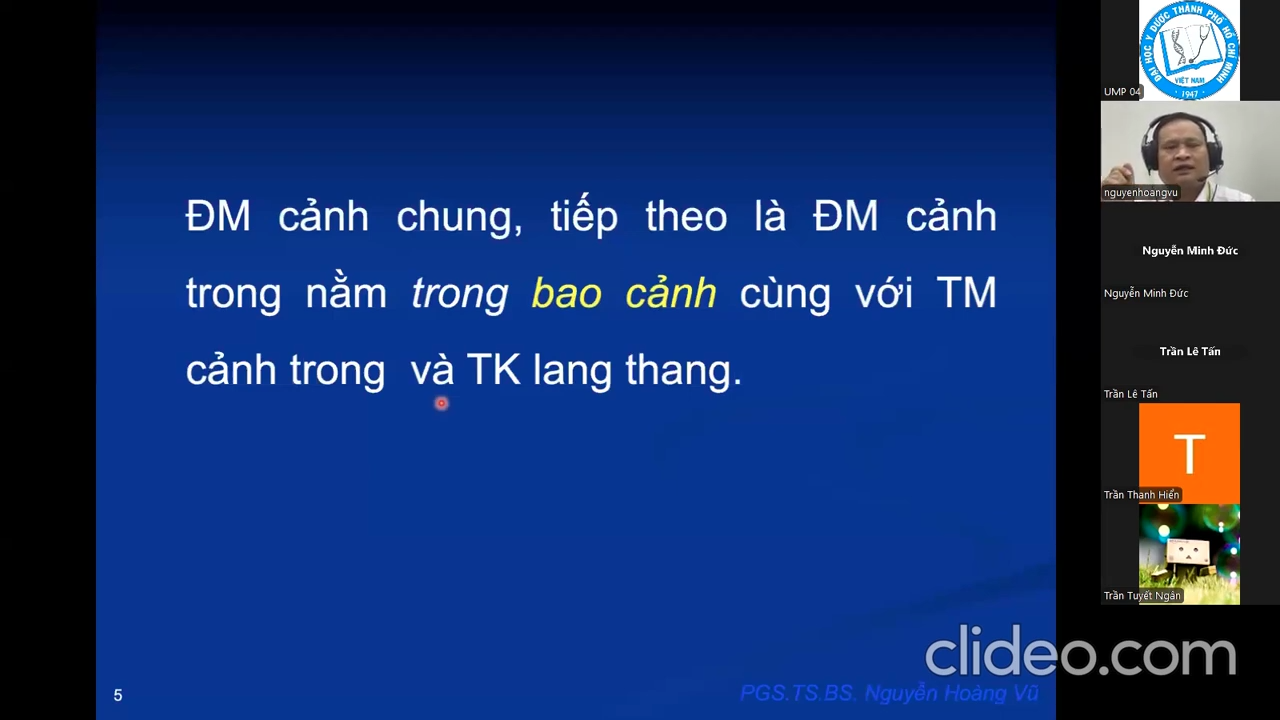 ĐM cảnh chung, tiếp theo là ĐM cảnh
trong nằm trong bao cảnh cùng với TM
cảnh trong và TK lang thang.
5
PGS.TS.BS. Nguyễn Hoàng Vũ
clideo.com
ĐẠI HỌC Y DƯỢC THÀNH PHỐ HỒ CHÍ MINH
VIỆT NAM
1947
UMP 04
nguyenhoangvu
Nguyễn Minh Đức
Nguyễn Minh Đức
Trần Lê Tấn
Trần Lê Tấn
T
Trần Thanh Hiển
Trần Tuyết Ngân